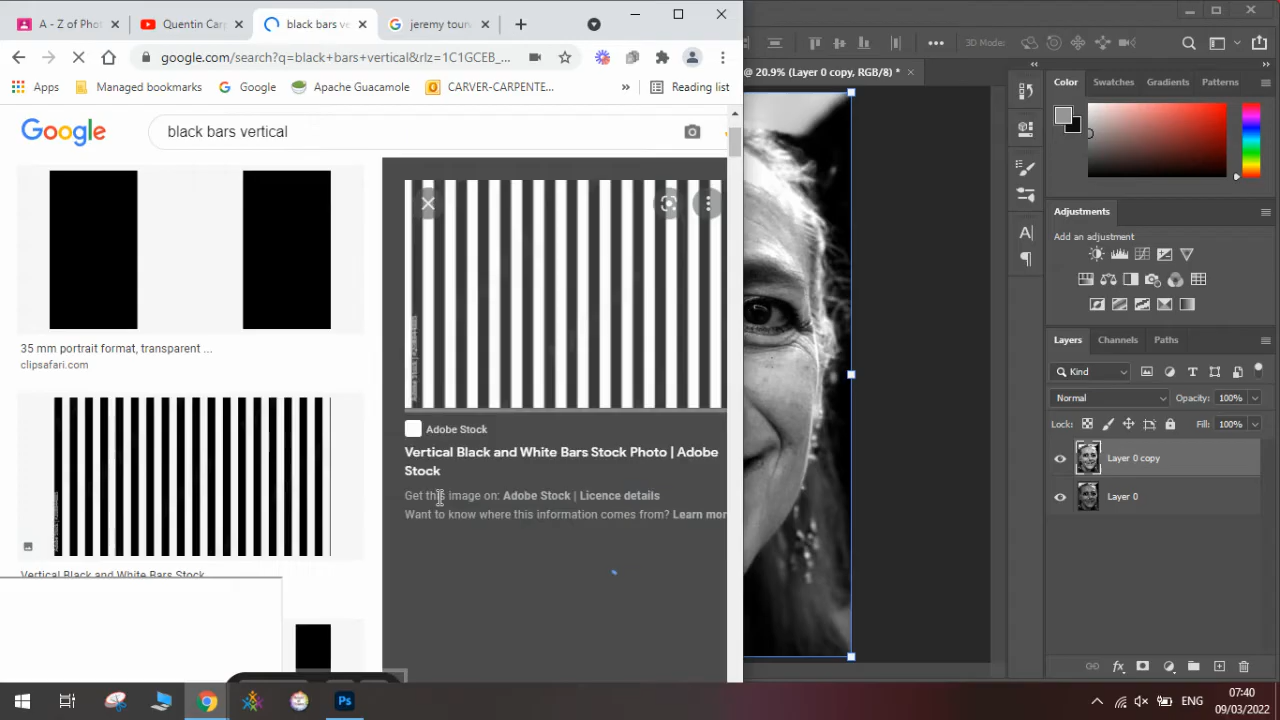 A - Z of Phot
Quentin Carp
black bars ve
jeremy tourv
google.com/search?q=black+bars+vertical&rlz=1C1GCEB_...
Apps
Managed bookmarks
Google
Apache Guacamole
CARVER-CARPENTE...
»
Reading list
Google
black bars vertical
35 mm portrait format, transparent ...
clipsafari.com
Vertical Black and White Bars Stock
Adobe Stock
Vertical Black and White Bars Stock Photo | Adobe
Stock
Get this image on: Adobe Stock | Licence details
Want to know where this information comes from? Learn mor
3D Mode:
@ 20.9% (Layer 0 copy, RGB/8) *
Color
Swatches
Gradients
Patterns
Adjustments
Add an adjustment
Layers
Channels
Paths
Kind
Normal
Opacity: 100%
Lock:
Fill: 100%
Layer 0 copy
Layer 0
Ps
ENG
07:40
09/03/2022